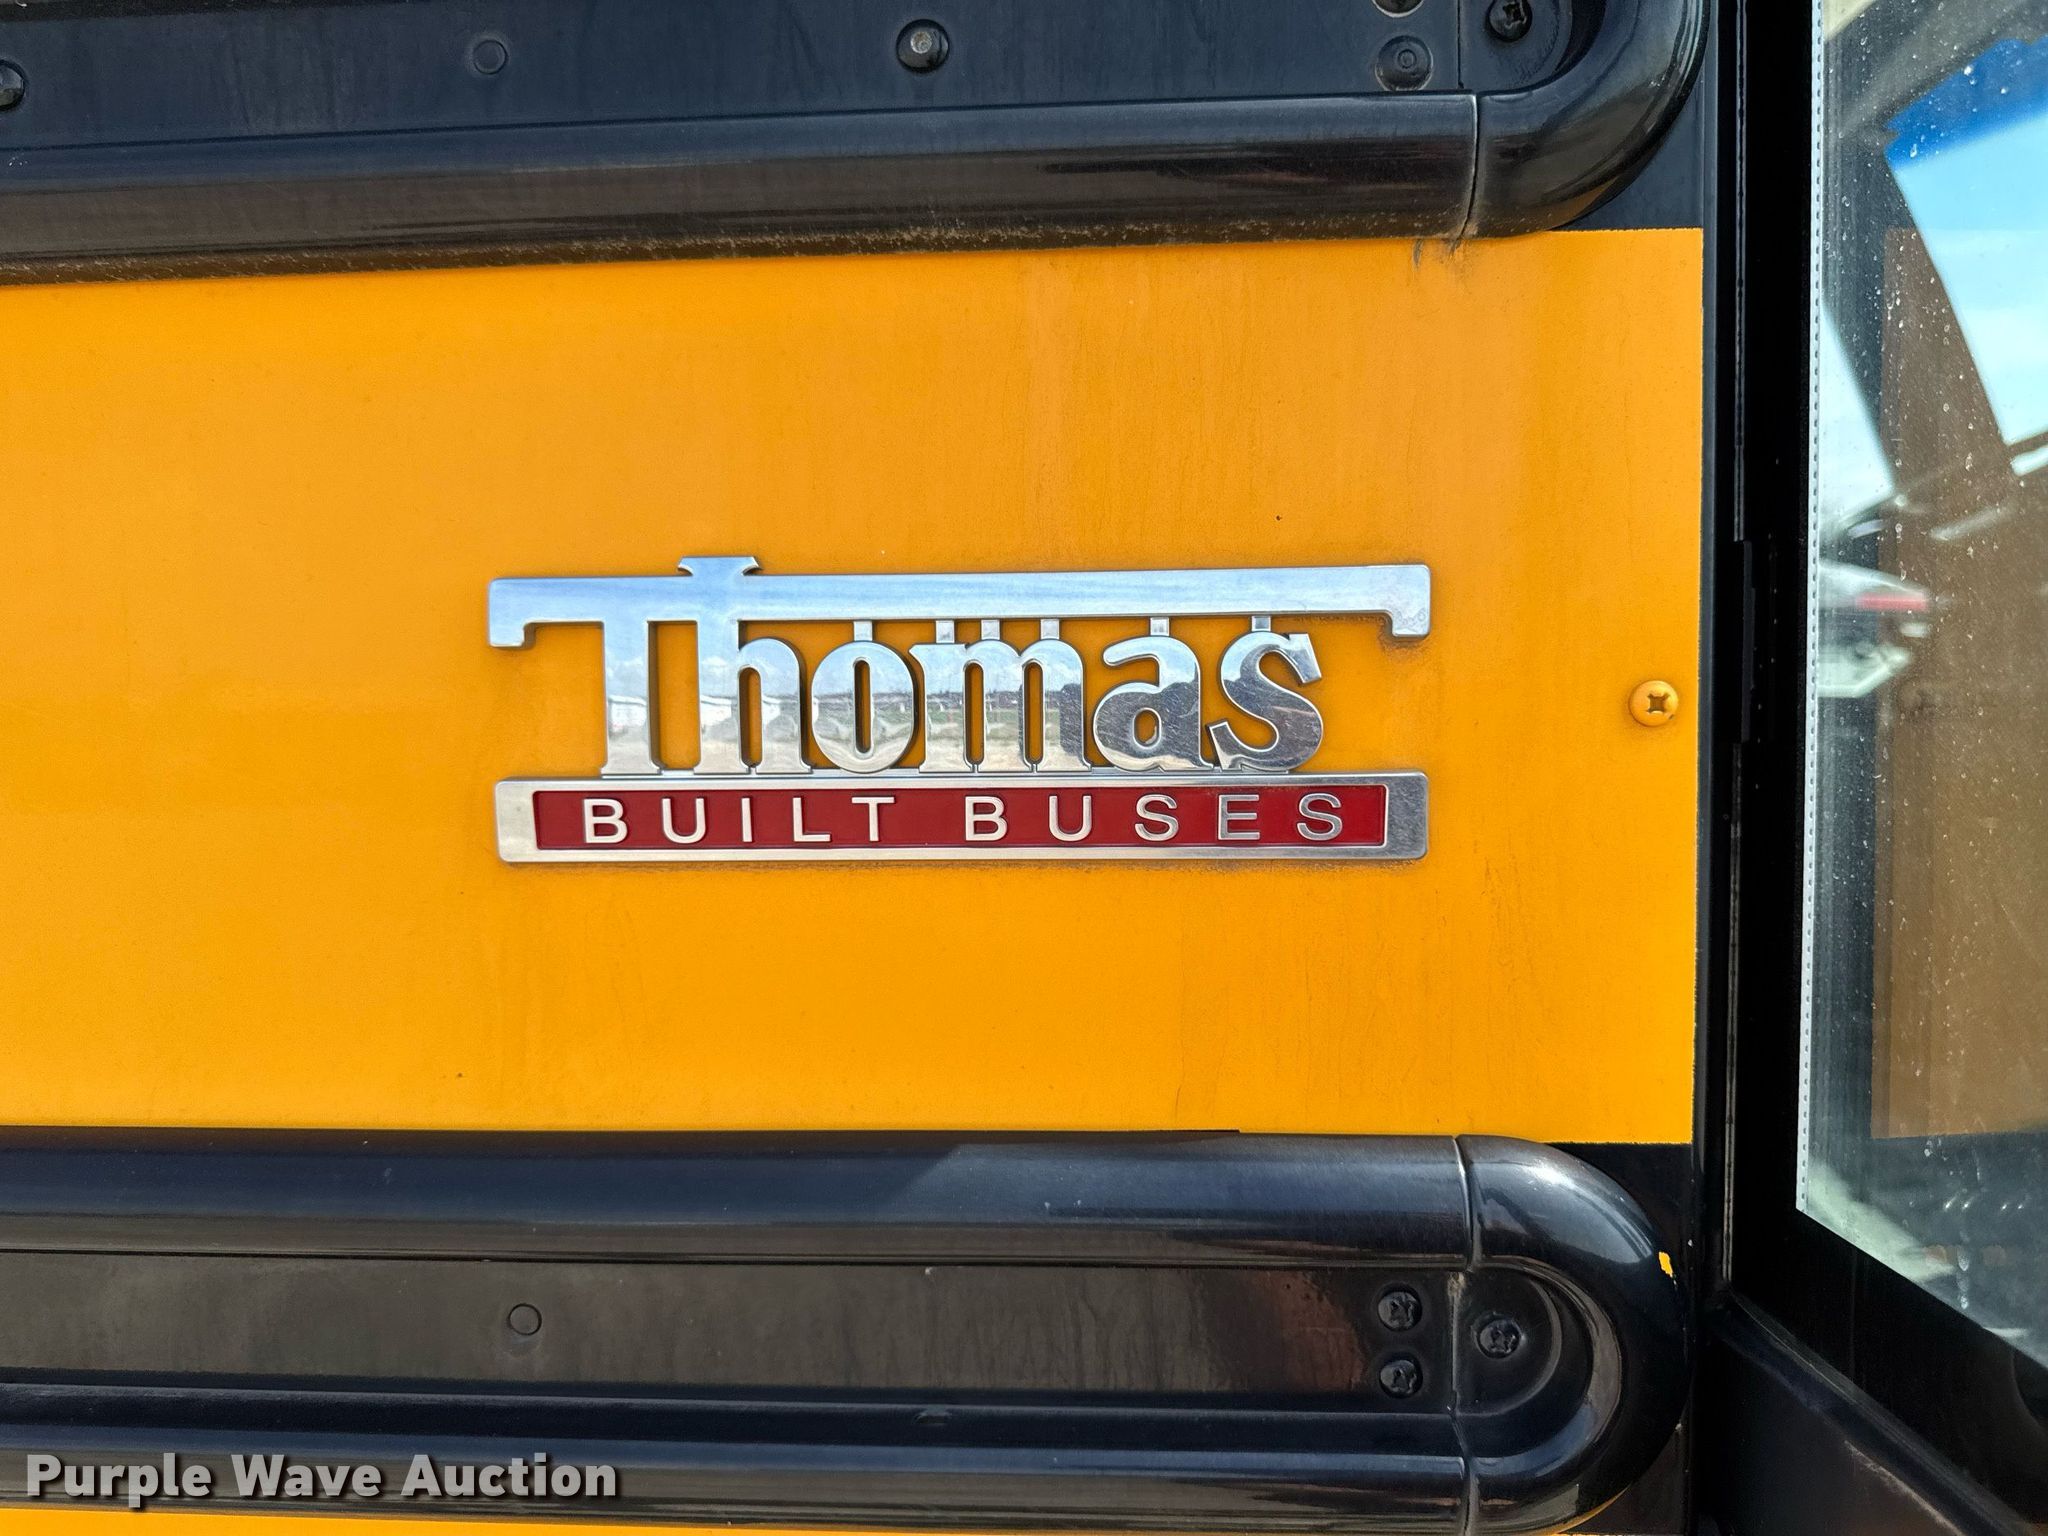 Thomas
BUILT BUSES
Purple Wave Auction